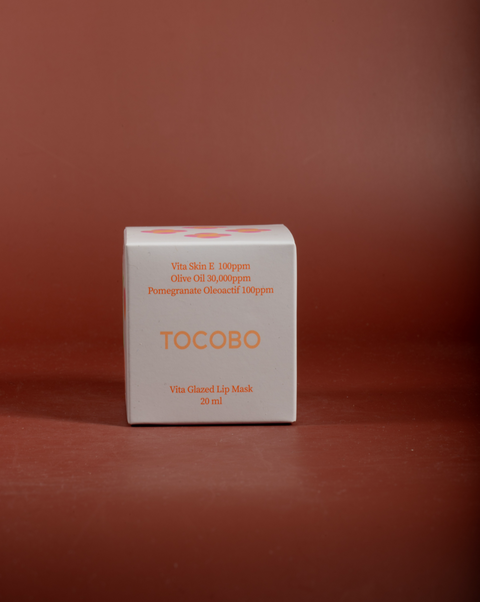 Vita Skin E 100ppm
Olive Oil 30,000ppm
Pomegranate Oleoactif 100ppm
TOCOBO
Vita Glazed Lip Mask
20 ml